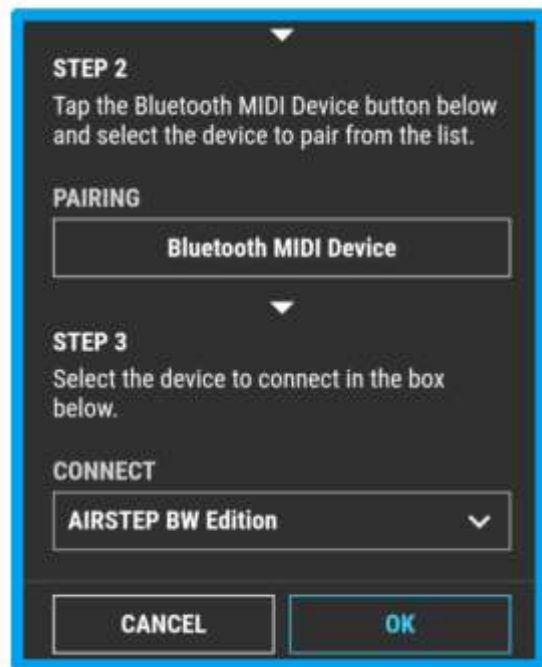 STEP 2
Tap the Bluetooth MIDI Device button below
and select the device to pair from the list.
PAIRING
Bluetooth MIDI Device
STEP 3
Select the device to connect in the box
below.
CONNECT
AIRSTEP BW Edition
CANCEL
OK